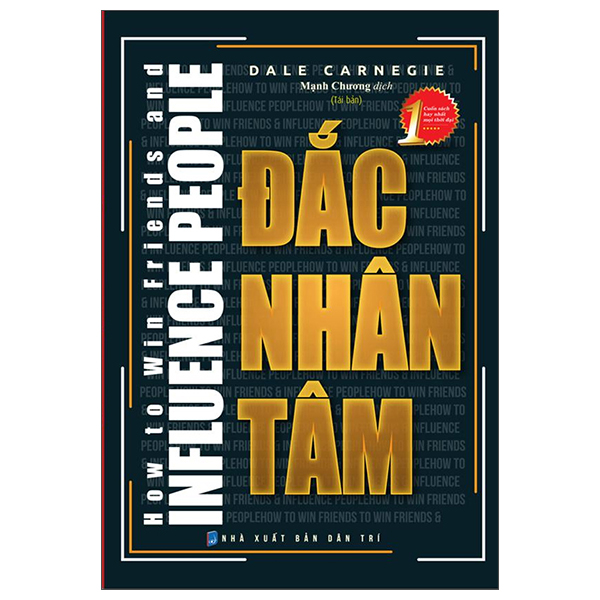 DALE CARNEGIE
Mạnh Chương dịch
(Tái bản)
1
Cuốn sách
hay nhất
mọi thời đại
How to Win Friends and
INFLUENCE PEOPLE
ĐẮC
NHÂN
TÂM
NHÀ XUẤT BẢN DÂN TRÍ